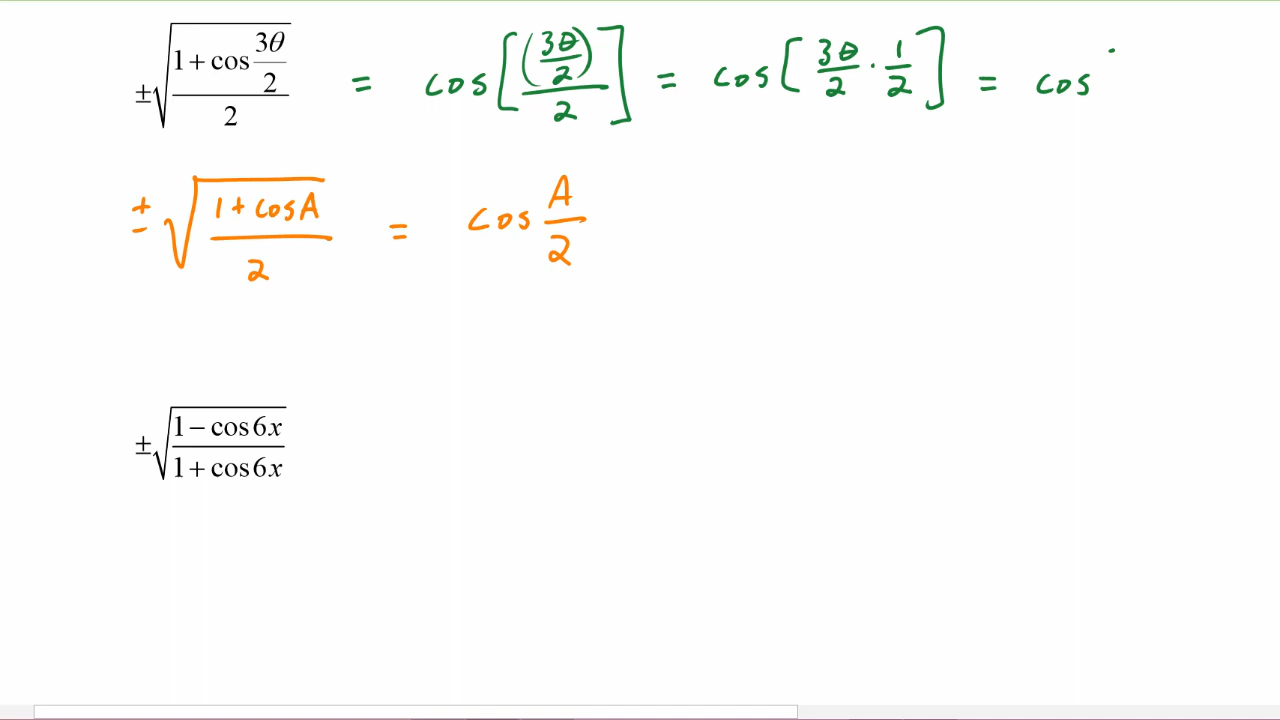 ±√((1 + cos 3θ/2)/2) = cos[(3θ/2)/2] = cos[3θ/2 · 1/2] = cos
± √((1 + cosA)/2) = cos A/2
±√((1 − cos 6x)/(1 + cos 6x))